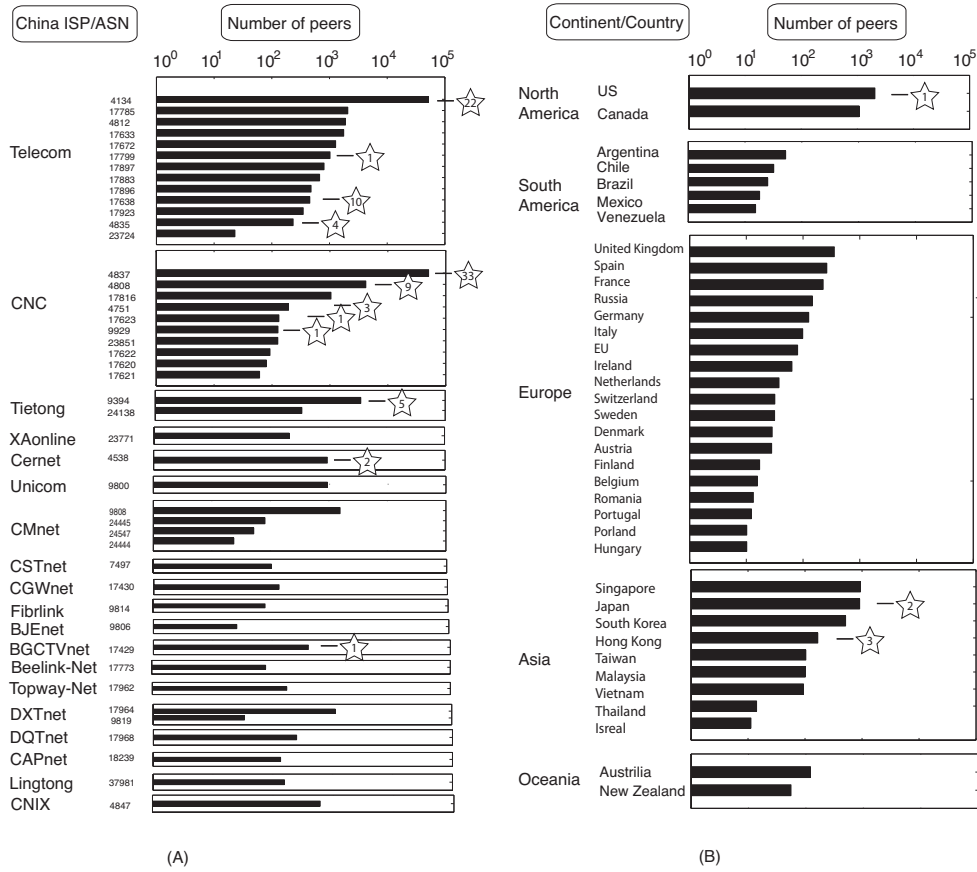 China ISP/ASN
Number of peers
10^0 10^1 10^2 10^3 10^4 10^5
Telecom
4134
22
17785
4812
17633
17672
17799
1
17897
17883
17896
17638
10
17923
4835
4
23724
CNC
4837
33
4808
9
17816
4751
3
17623
1
9929
1
23851
17622
17620
17621
Tietong
9394
5
24138
XAonline 23771
Cernet 4538
2
Unicom 9800
CMnet
9808
24445
24547
24444
CSTnet 7497
CGWnet 17430
Fibrlink 9814
BJEnet 9806
BGCTVnet 17429
1
Beelink-Net 17773
Topway-Net 17962
DXTnet 17964
9819
DQTnet 17968
CAPnet 18239
Lingtong 37981
CNIX 4847
(A)
Continent/Country
Number of peers
10^0 10^1 10^2 10^3 10^4 10^5
North America
US
1
Canada
South America
Argentina
Chile
Brazil
Mexico
Venezuela
Europe
United Kingdom
Spain
France
Russia
Germany
Italy
EU
Ireland
Netherlands
Switzerland
Sweden
Denmark
Austria
Finland
Belgium
Romania
Portugal
Porland
Hungary
Asia
Singapore
Japan
2
South Korea
Hong Kong
3
Taiwan
Malaysia
Vietnam
Thailand
Isreal
Oceania
Austrilia
New Zealand
(B)